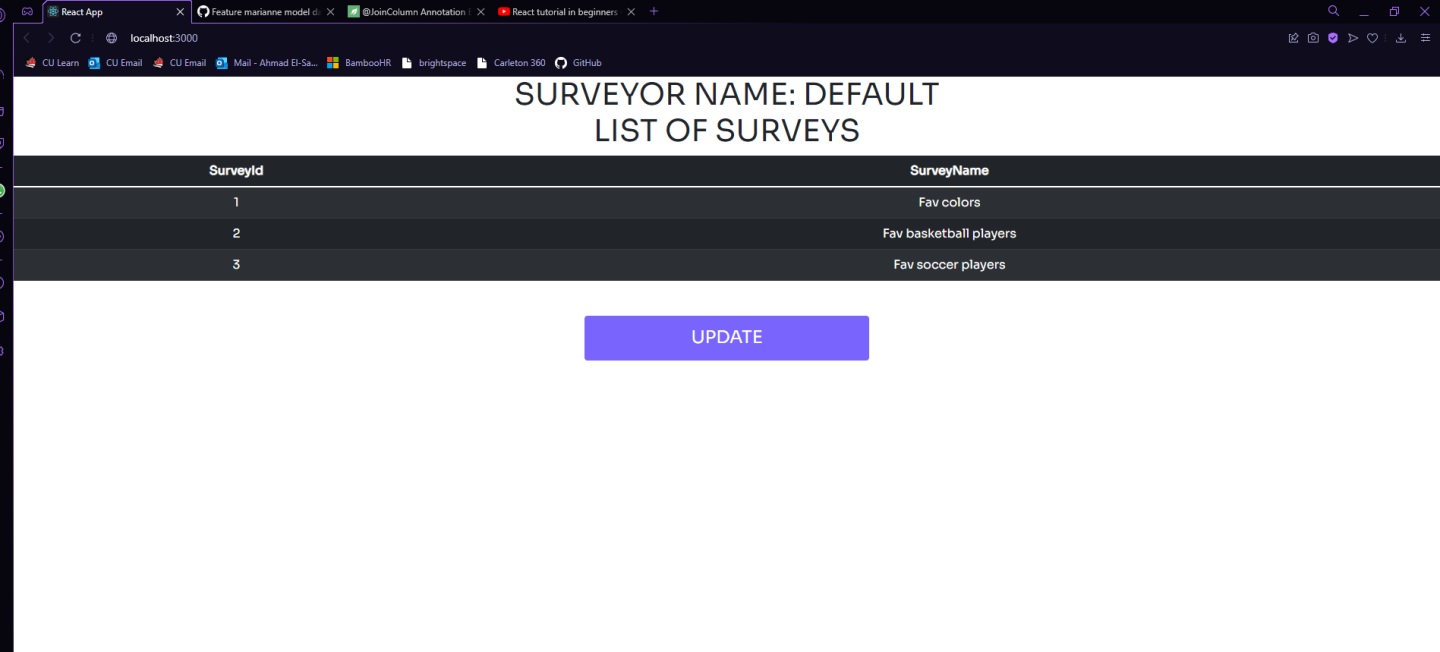 React App
Feature marianne model da
@JoinColumn Annotation E
React tutorial in beginners
localhost:3000
CU Learn CU Email CU Email Mail - Ahmad El-Sa... BambooHR brightspace Carleton 360 GitHub
SURVEYOR NAME: DEFAULT
LIST OF SURVEYS
SurveyId SurveyName
1 Fav colors
2 Fav basketball players
3 Fav soccer players
UPDATE